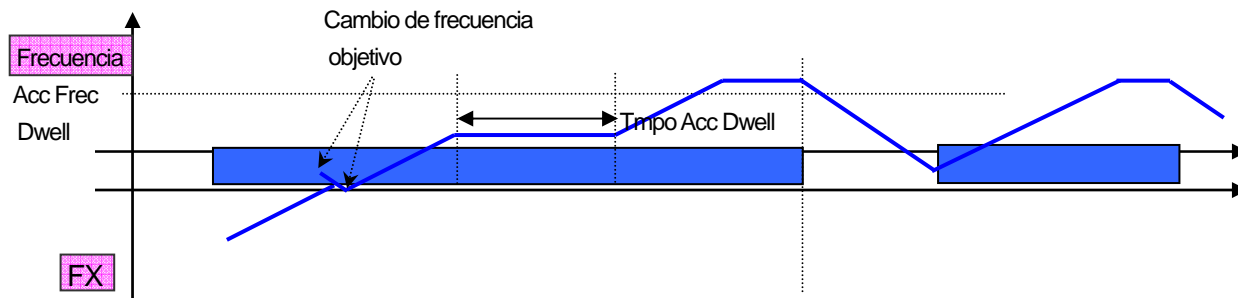 Cambio de frecuencia
objetivo
Frecuencia
Acc Frec
Dwell
Tmpo Acc Dwell
FX